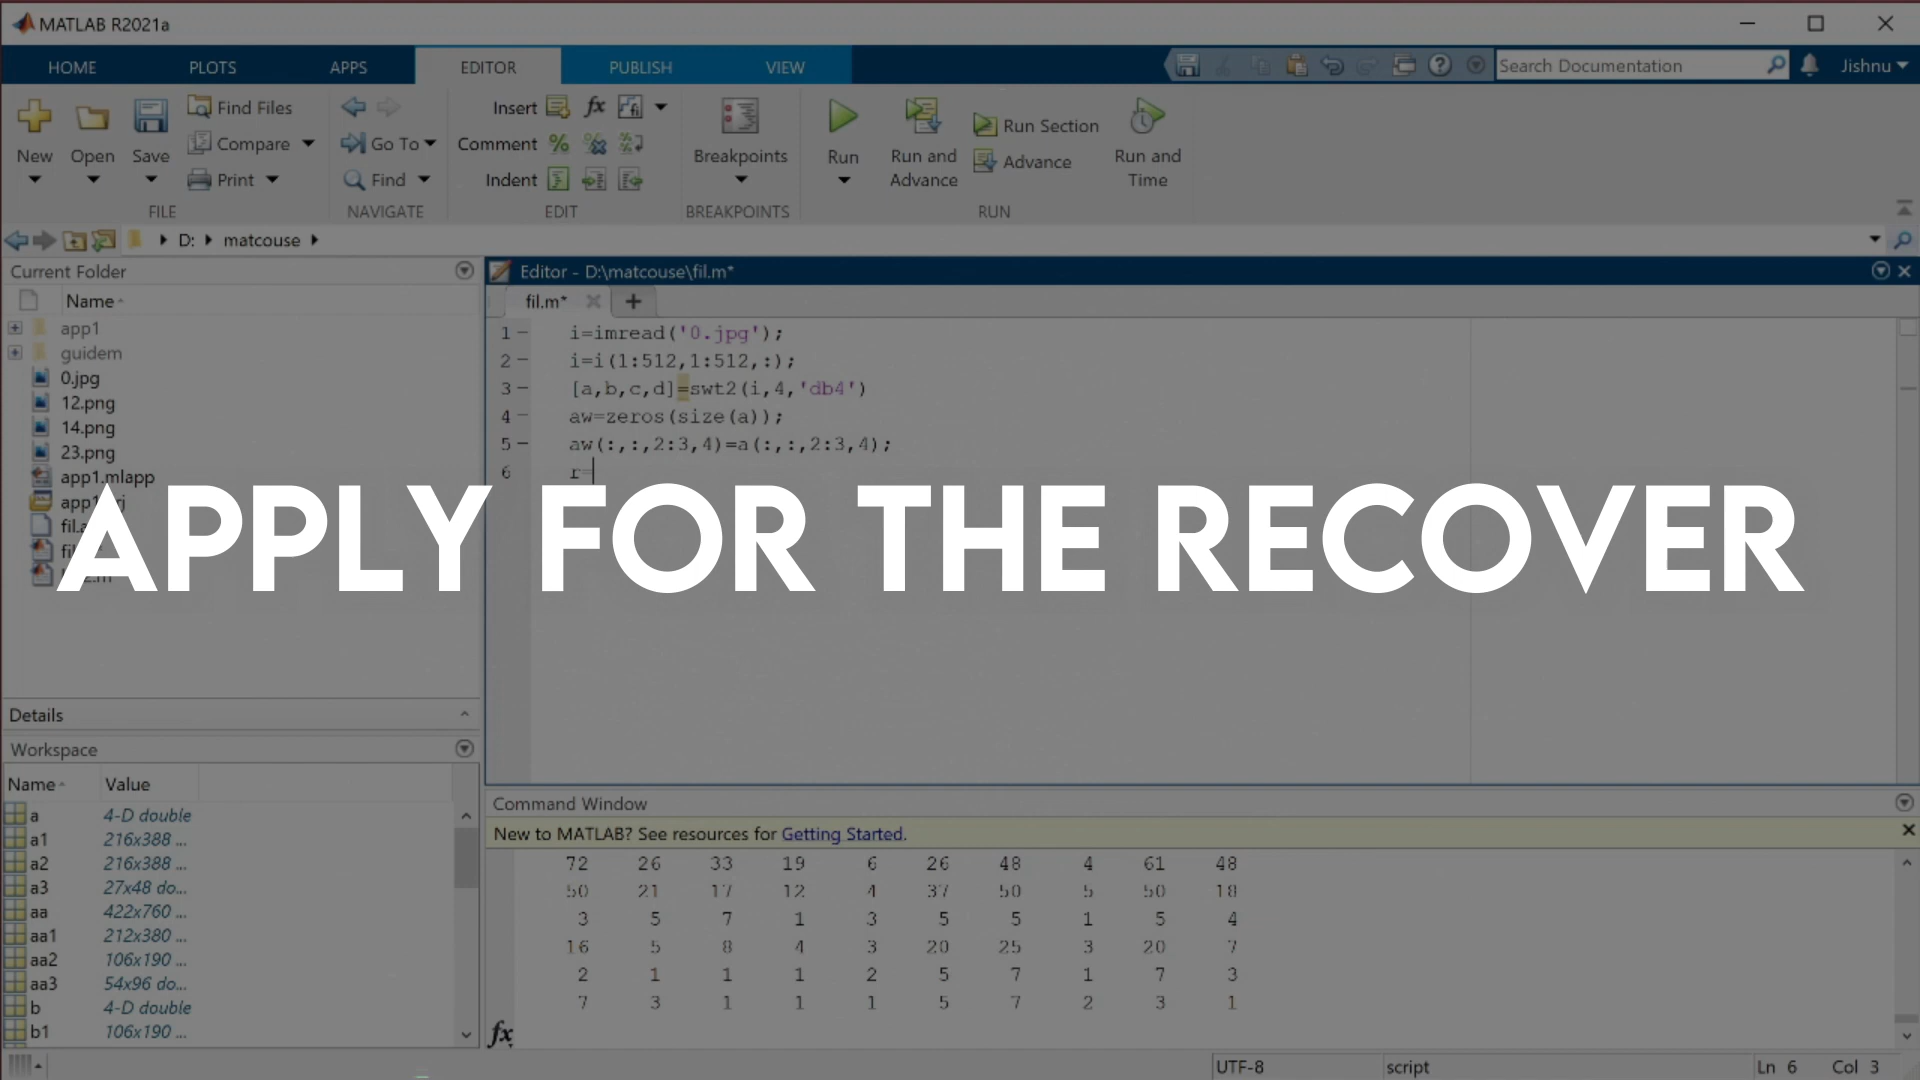 MATLAB R2021a
HOME PLOTS APPS EDITOR PUBLISH VIEW Search Documentation Jishnu
New Open Save Find Files Compare Print Go To Find Insert Comment Indent Breakpoints Run Run and Advance Run Section Advance Run and Time
FILE NAVIGATE EDIT BREAKPOINTS RUN
D: matcouse
Current Folder
Name
app1
guidem
0.jpg
12.png
14.png
23.png
app1.mlapp
Editor - D:\matcouse\fil.m*
fil.m*
1 i=imread('0.jpg');
2 i=i(1:512,1:512,:);
3 [a,b,c,d]=swt2(i,4,'db4')
4 aw=zeros(size(a));
5 aw(:,:,2:3,4)=a(:,:,2:3,4);
6 r=
APPLY FOR THE RECOVER
Details
Workspace
Name Value
a 4-D double
a1 216x388 ...
a2 216x388 ...
a3 27x48 do...
aa 422x760 ...
aa1 212x380 ...
aa2 106x190 ...
aa3 54x96 do...
b 4-D double
b1 106x190 ...
Command Window
New to MATLAB? See resources for Getting Started.
72 26 33 19 6 26 48 4 61 48
50 21 17 12 4 37 50 5 50 18
3 5 7 1 3 5 5 1 5 4
16 5 8 4 3 20 25 3 20 7
2 1 1 1 2 5 7 1 7 3
7 3 1 1 1 5 7 2 3 1
fx
UTF-8 script Ln 6 Col 3